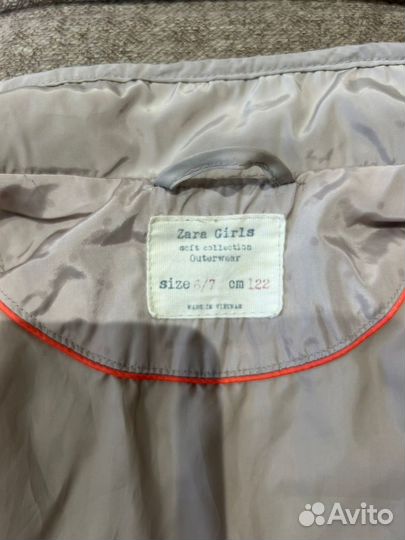 Zara Girls
soft collection
Outerwear
size 6/7 cm 122
MADE IN VIETNAM
Avito